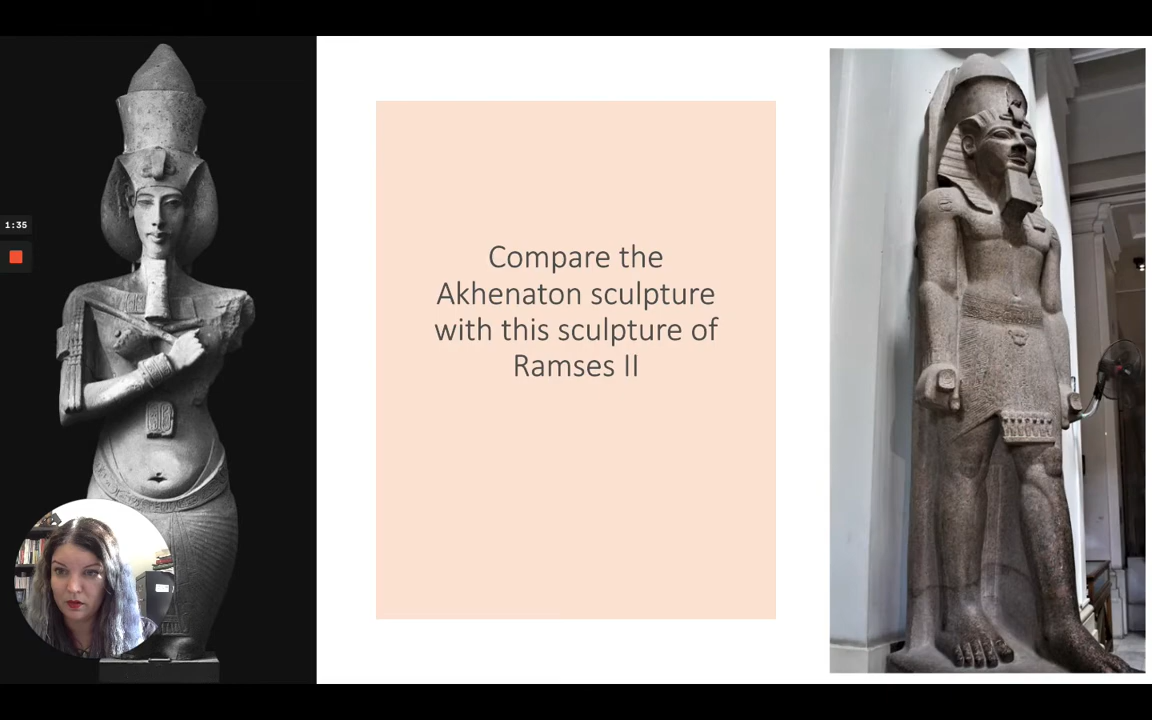 1:35
Compare the
Akhenaton sculpture
with this sculpture of
Ramses II